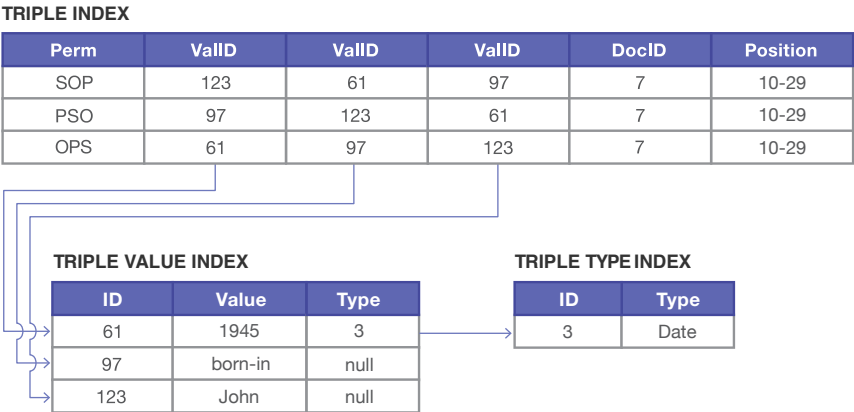 TRIPLE INDEX
Perm ValID ValID ValID DocID Position
SOP 123 61 97 7 10-29
PSO 97 123 61 7 10-29
OPS 61 97 123 7 10-29
TRIPLE VALUE INDEX
ID Value Type
61 1945 3
97 born-in null
123 John null
TRIPLE TYPE INDEX
ID Type
3 Date